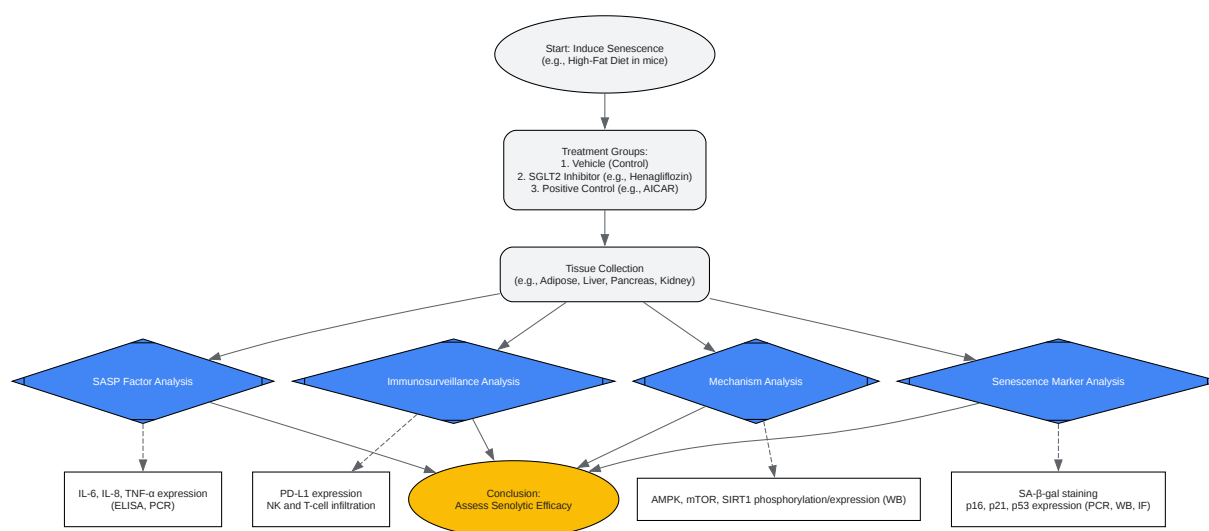 Start: Induce Senescence
(e.g., High-Fat Diet in mice)
Treatment Groups:
1. Vehicle (Control)
2. SGLT2 Inhibitor (e.g., Henagliflozin)
3. Positive Control (e.g., AICAR)
Tissue Collection
(e.g., Adipose, Liver, Pancreas, Kidney)
SASP Factor Analysis
Immunosurveillance Analysis
Mechanism Analysis
Senescence Marker Analysis
IL-6, IL-8, TNF-α expression
(ELISA, PCR)
PD-L1 expression
NK and T-cell infiltration
Conclusion:
Assess Senolytic Efficacy
AMPK, mTOR, SIRT1 phosphorylation/expression (WB)
SA-β-gal staining
p16, p21, p53 expression (PCR, WB, IF)